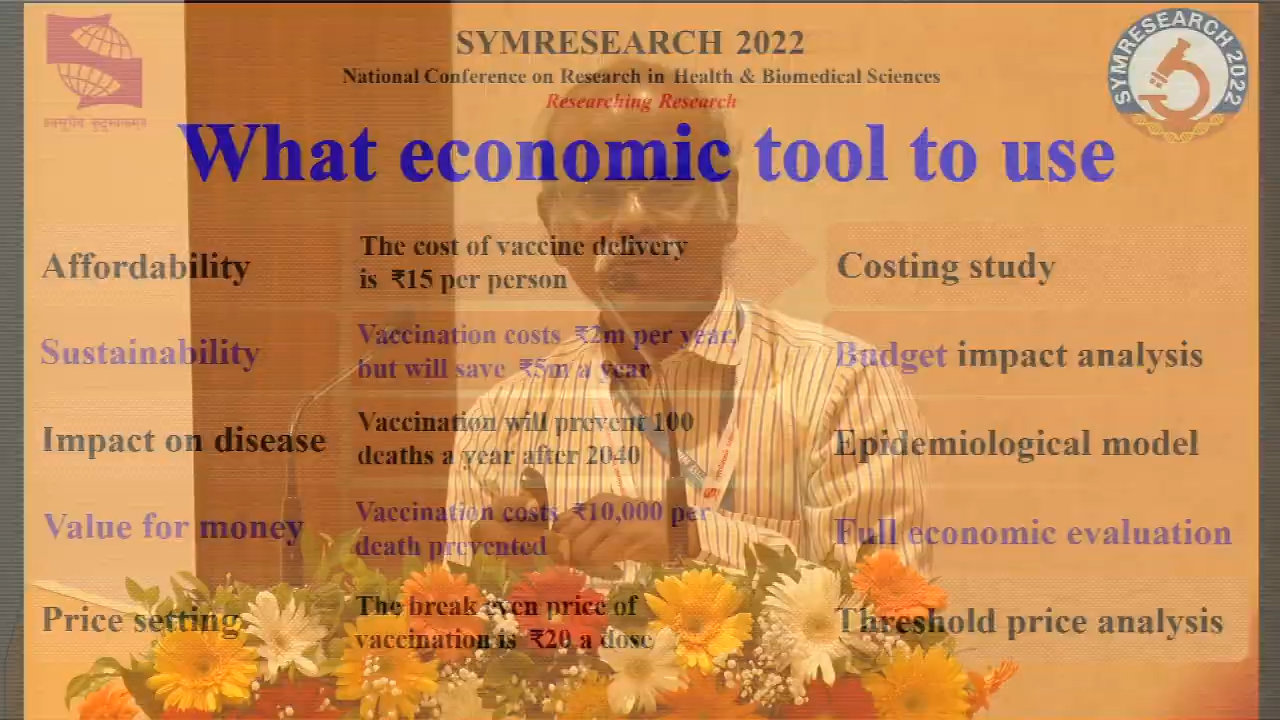 SYMRESEARCH 2022
National Conference on Research in Health & Biomedical Sciences
Researching Research
SYMRESEARCH 2022
What economic tool to use
Affordability
The cost of vaccine delivery
is ₹15 per person
Costing study
Sustainability
Vaccination costs ₹2m per year,
but will save ₹5m a year
Budget impact analysis
Impact on disease
Vaccination will prevent 100
deaths a year after 2040
Epidemiological model
Value for money
Vaccination costs ₹10,000 per
death prevented
Full economic evaluation
Price setting
The break even price of
vaccination is ₹20 a dose
Threshold price analysis